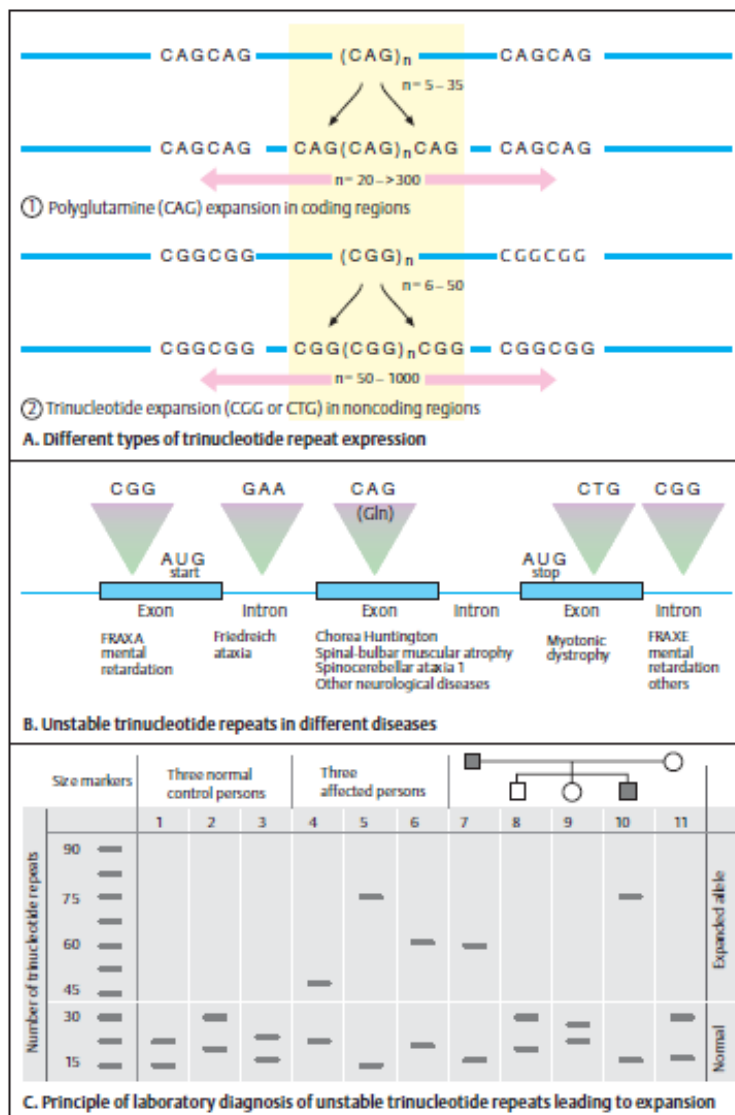 CAGCAG (CAG)n CAGCAG
n= 5 – 35
CAGCAG CAG(CAG)nCAG CAGCAG
n= 20 – >300
① Polyglutamine (CAG) expansion in coding regions
CGGCGG (CGG)n CGGCGG
n= 6 – 50
CGGCGG CGG(CGG)nCGG CGGCGG
n= 50 – 1000
② Trinucleotide expansion (CGG or CTG) in noncoding regions
A. Different types of trinucleotide repeat expression
CGG GAA CAG CTG CGG
(Gln)
AUG AUG
start stop
Exon Intron Exon Intron Exon Intron
FRAXA
mental
retardation
Friedreich
ataxia
Chorea Huntington
Spinal-bulbar muscular atrophy
Spinocerebellar ataxia 1
Other neurological diseases
Myotonic
dystrophy
FRAXE
mental
retardation
others
B. Unstable trinucleotide repeats in different diseases
Size markers
Three normal
control persons
Three
affected persons
1 2 3 4 5 6 7 8 9 10 11
Number of trinucleotide repeats
90
75
60
45
30
15
Expanded allele
Normal
C. Principle of laboratory diagnosis of unstable trinucleotide repeats leading to expansion